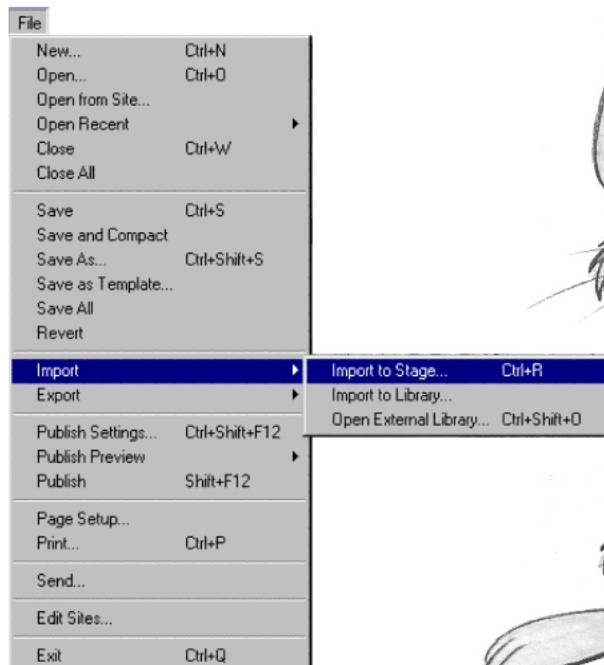 File
New... Ctrl+N
Open... Ctrl+O
Open from Site...
Open Recent
Close Ctrl+W
Close All
Save Ctrl+S
Save and Compact
Save As... Ctrl+Shift+S
Save as Template...
Save All
Revert
Import Import to Stage... Ctrl+R
Export Import to Library...
Open External Library... Ctrl+Shift+O
Publish Settings... Ctrl+Shift+F12
Publish Preview
Publish Shift+F12
Page Setup...
Print... Ctrl+P
Send...
Edit Sites...
Exit Ctrl+Q